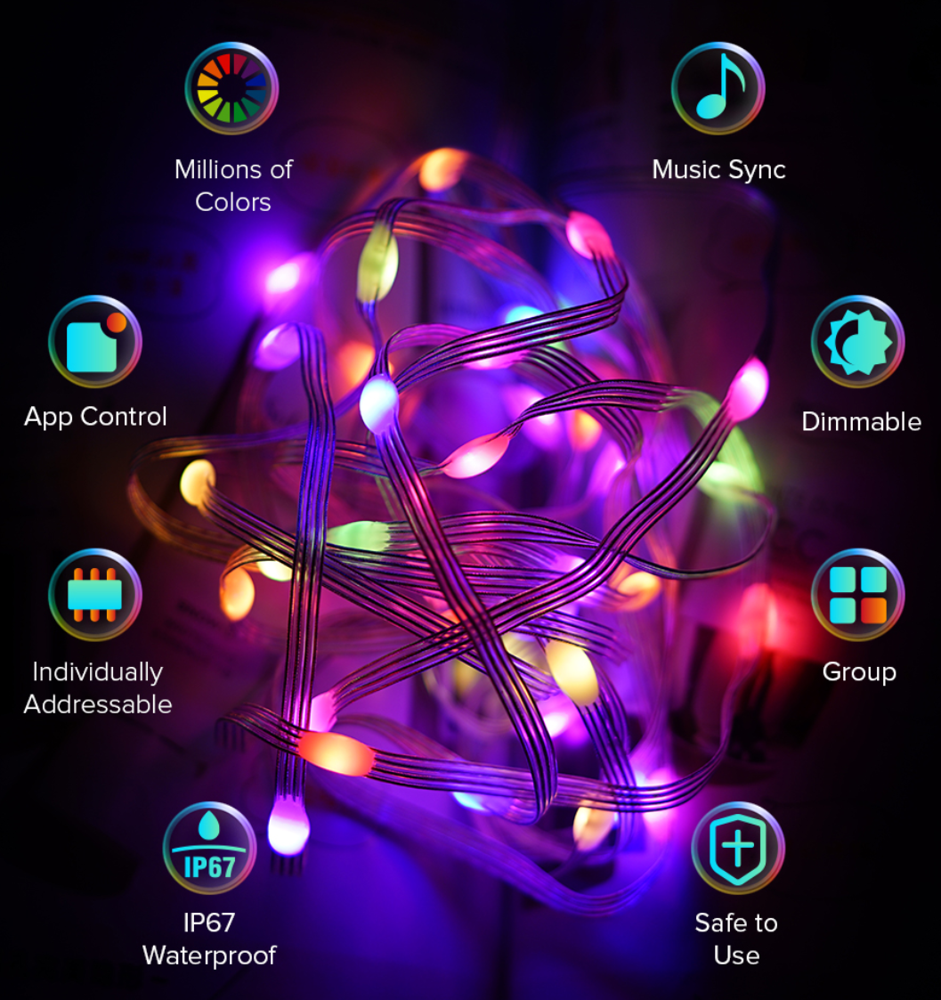 Millions of
Colors
Music Sync
App Control
Dimmable
Individually
Addressable
Group
IP67
IP67
Waterproof
Safe to
Use